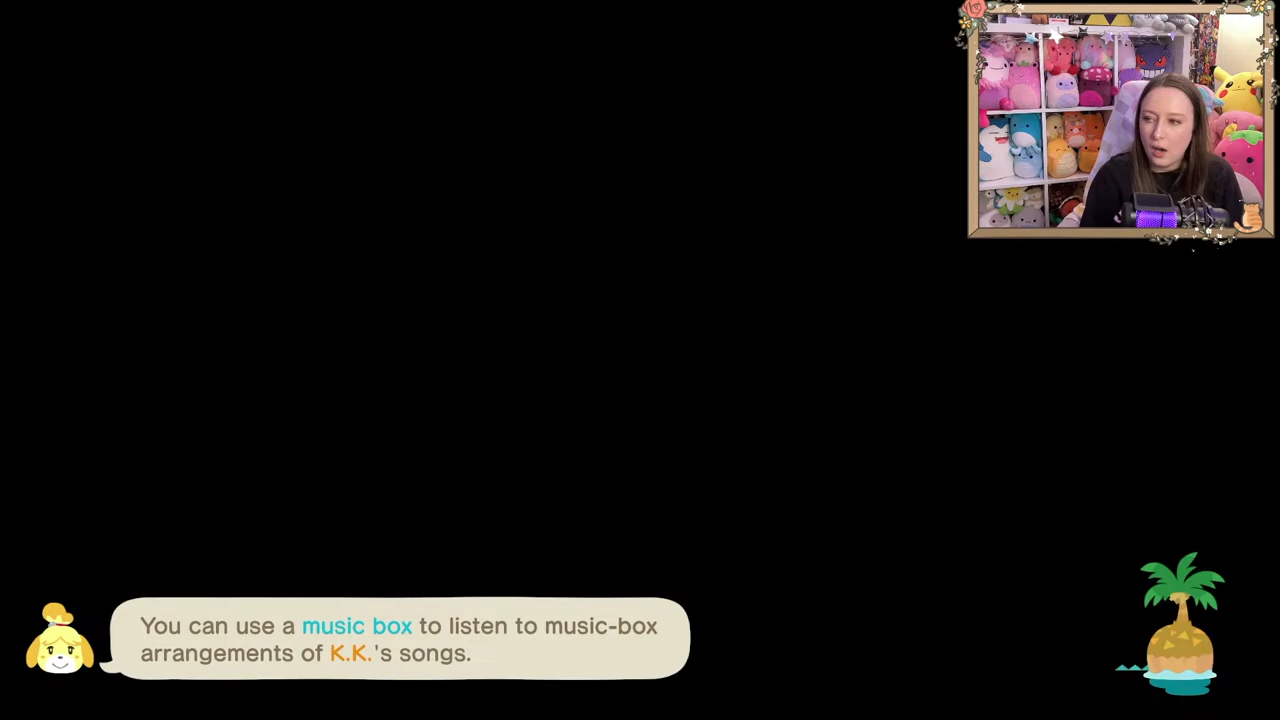 You can use a music box to listen to music-box
arrangements of K.K.'s songs.